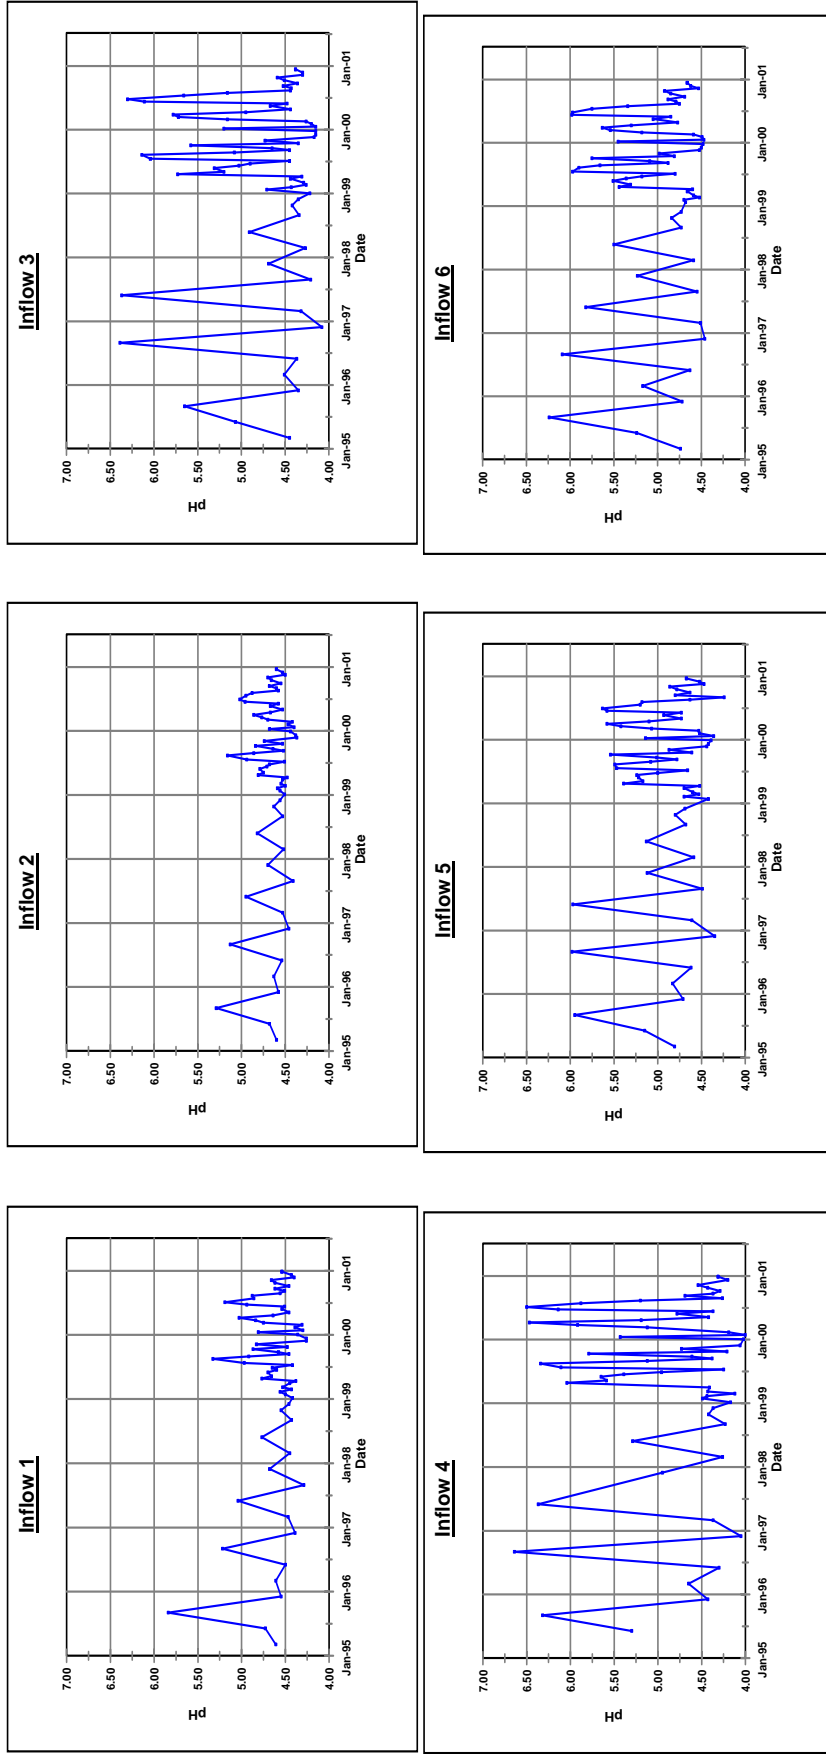 Inflow 1
pH
7.00
6.50
6.00
5.50
5.00
4.50
4.00
Jan-95
Jan-96
Jan-97
Jan-98
Jan-99
Jan-00
Jan-01
Date
Inflow 2
pH
7.00
6.50
6.00
5.50
5.00
4.50
4.00
Jan-95
Jan-96
Jan-97
Jan-98
Jan-99
Jan-00
Jan-01
Date
Inflow 3
pH
7.00
6.50
6.00
5.50
5.00
4.50
4.00
Jan-95
Jan-96
Jan-97
Jan-98
Jan-99
Jan-00
Jan-01
Date
Inflow 4
pH
7.00
6.50
6.00
5.50
5.00
4.50
4.00
Jan-95
Jan-96
Jan-97
Jan-98
Jan-99
Jan-00
Jan-01
Date
Inflow 5
pH
7.00
6.50
6.00
5.50
5.00
4.50
4.00
Jan-95
Jan-96
Jan-97
Jan-98
Jan-99
Jan-00
Jan-01
Date
Inflow 6
pH
7.00
6.50
6.00
5.50
5.00
4.50
4.00
Jan-95
Jan-96
Jan-97
Jan-98
Jan-99
Jan-00
Jan-01
Date